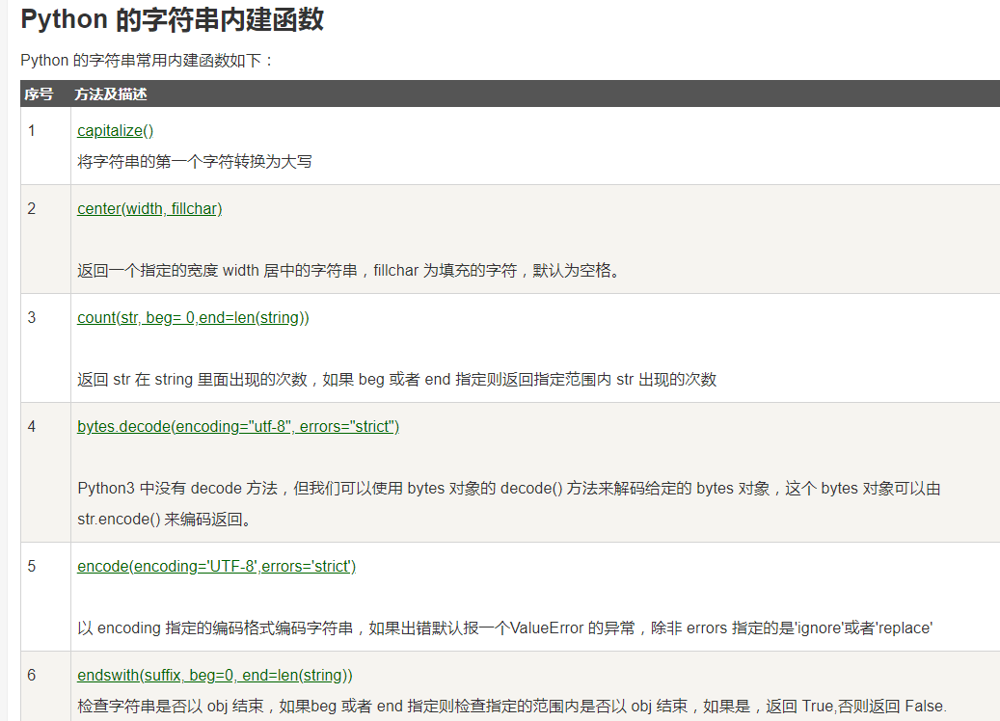 Python 的字符串内建函数
Python 的字符串常用内建函数如下：
序号 方法及描述
1 capitalize()
将字符串的第一个字符转换为大写
2 center(width, fillchar)
返回一个指定的宽度 width 居中的字符串，fillchar 为填充的字符，默认为空格。
3 count(str, beg= 0,end=len(string))
返回 str 在 string 里面出现的次数，如果 beg 或者 end 指定则返回指定范围内 str 出现的次数
4 bytes.decode(encoding="utf-8", errors="strict")
Python3 中没有 decode 方法，但我们可以使用 bytes 对象的 decode() 方法来解码给定的 bytes 对象，这个 bytes 对象可以由
str.encode() 来编码返回。
5 encode(encoding='UTF-8',errors='strict')
以 encoding 指定的编码格式编码字符串，如果出错默认报一个ValueError 的异常，除非 errors 指定的是'ignore'或者'replace'
6 endswith(suffix, beg=0, end=len(string))
检查字符串是否以 obj 结束，如果beg 或者 end 指定则检查指定的范围内是否以 obj 结束，如果是，返回 True,否则返回 False.